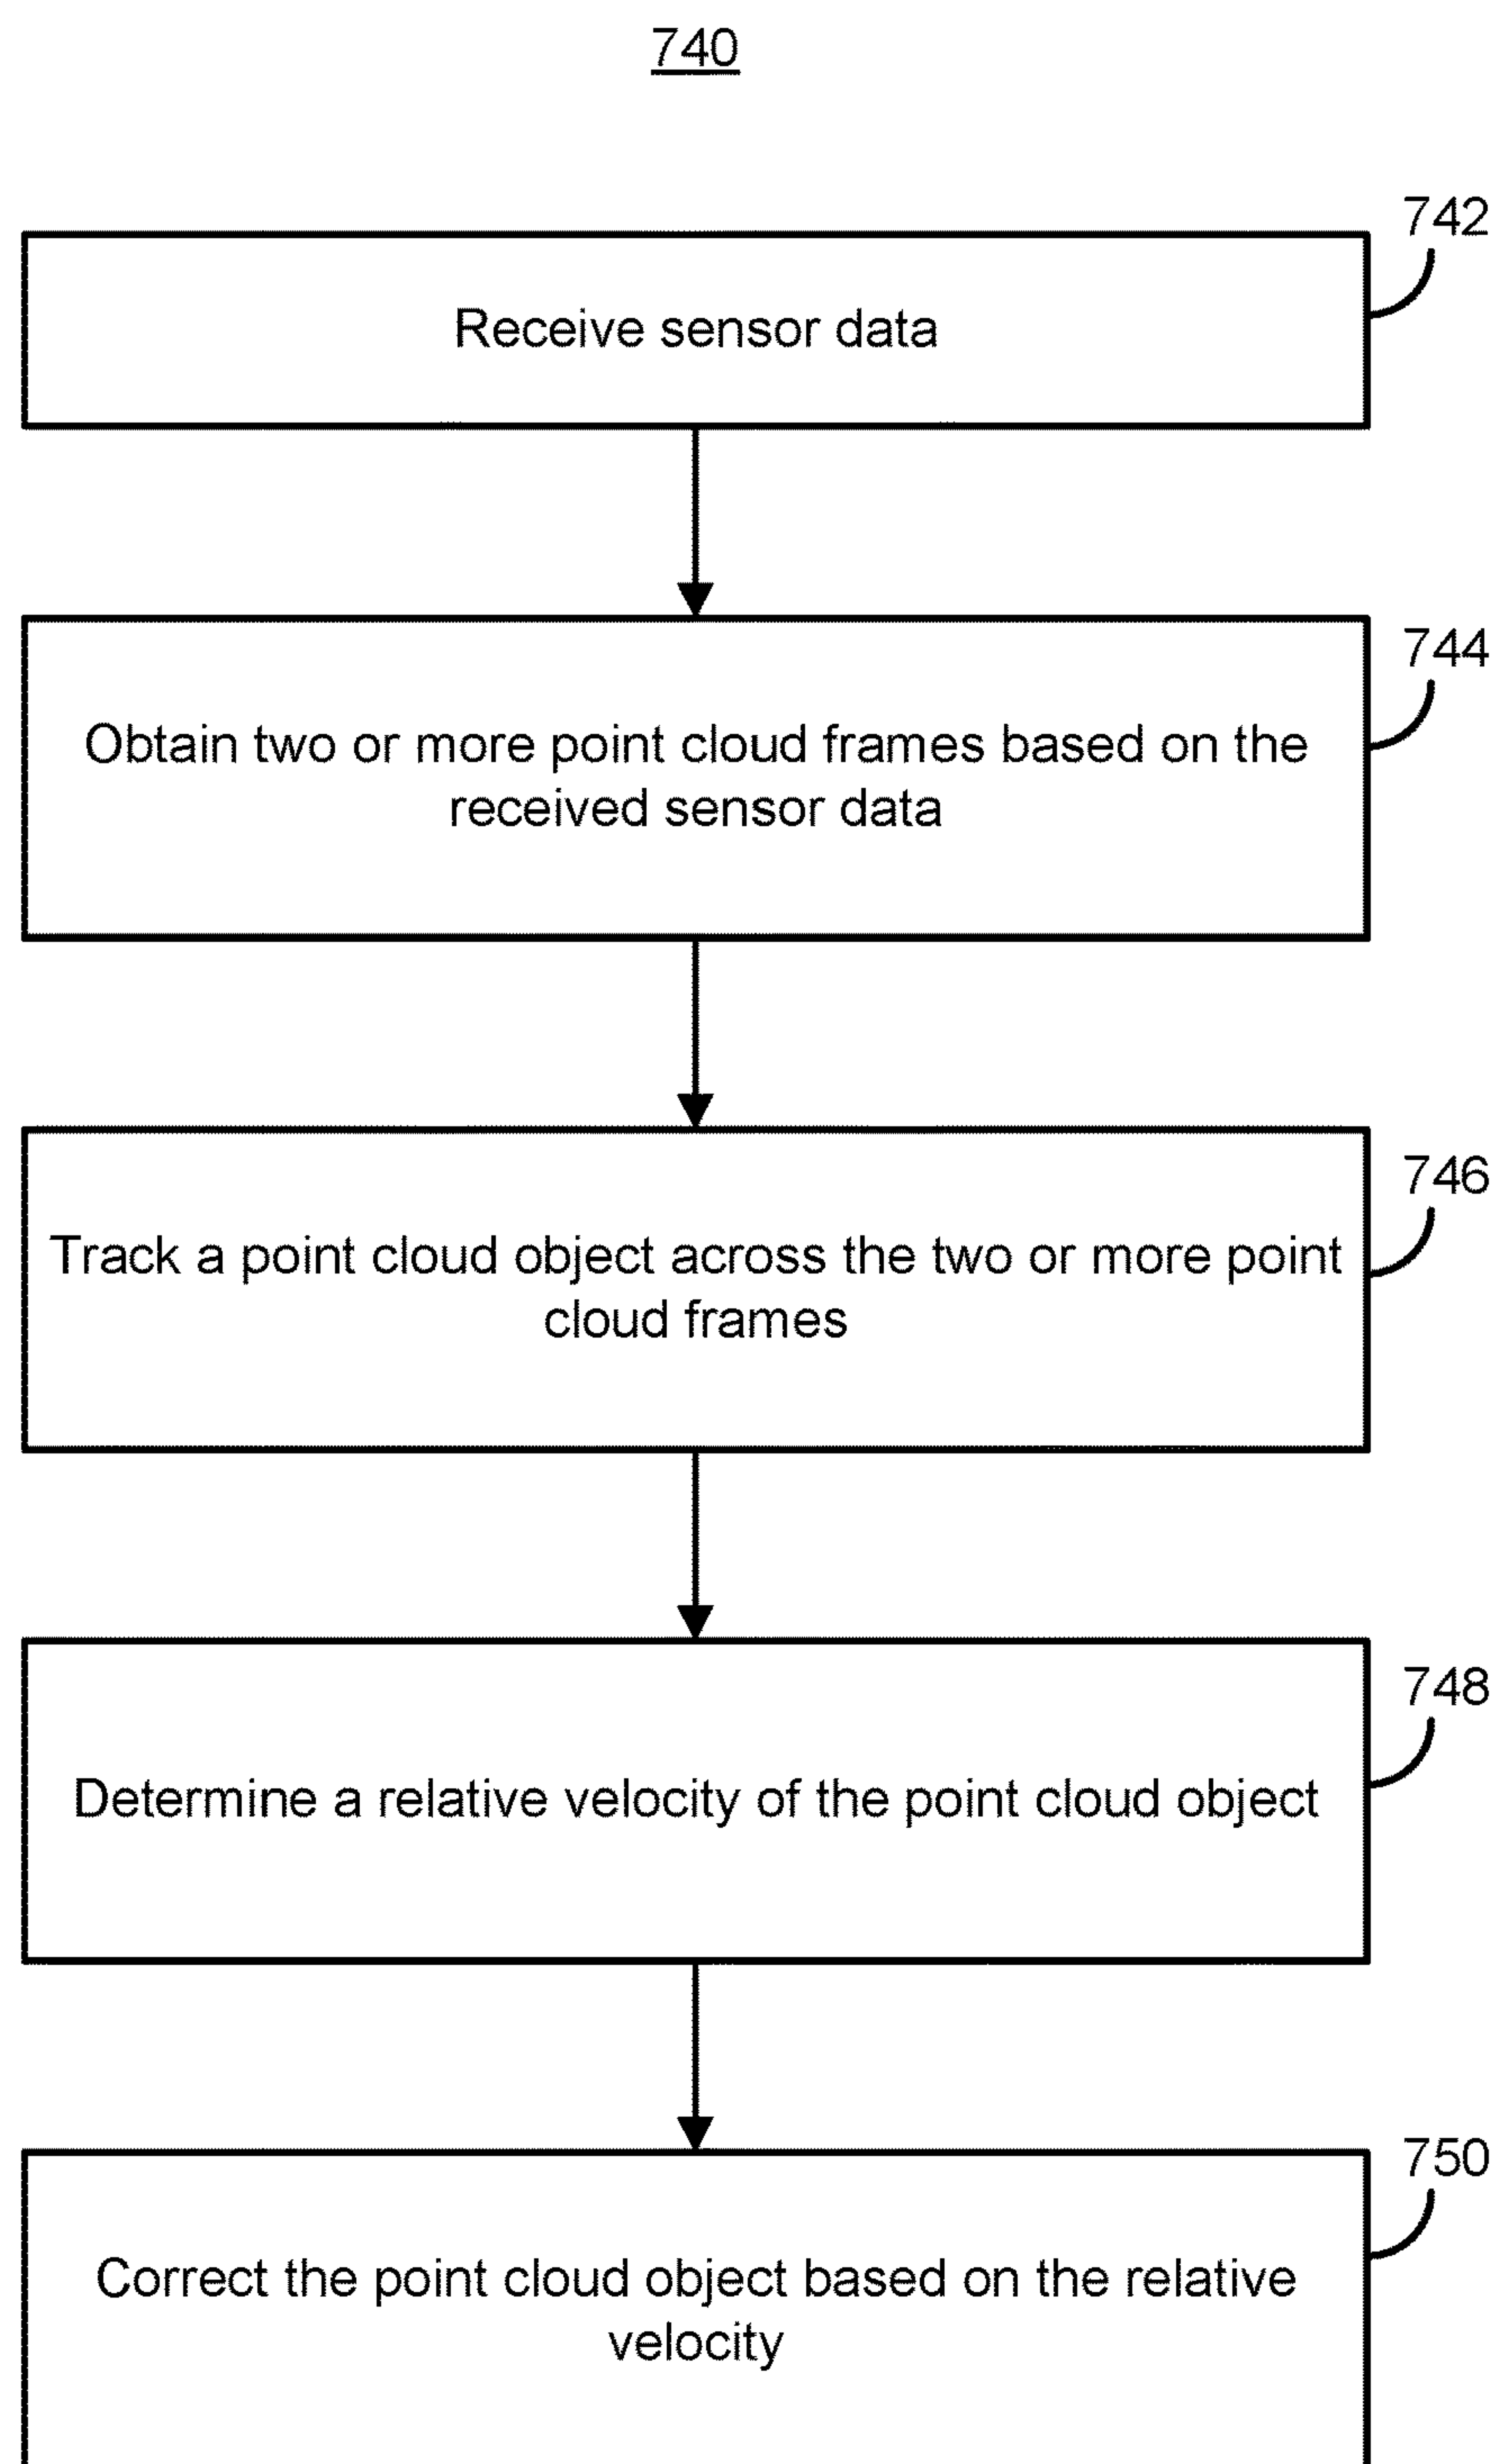 740
742
Receive sensor data
744
Obtain two or more point cloud frames based on the
received sensor data
746
Track a point cloud object across the two or more point
cloud frames
748
Determine a relative velocity of the point cloud object
750
Correct the point cloud object based on the relative
velocity